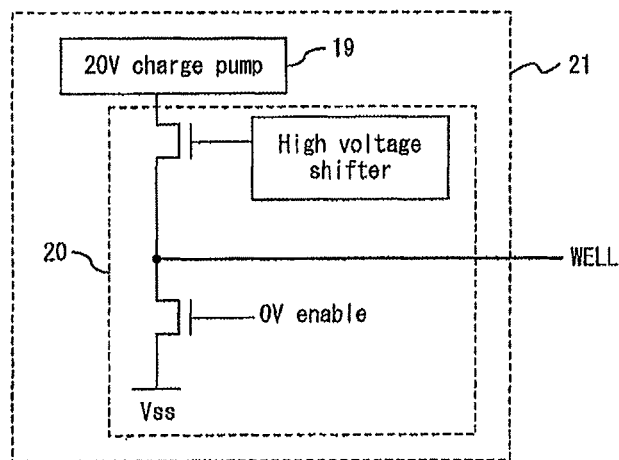 20V charge pump
19
21
High voltage
shifter
20
WELL
0V enable
Vss